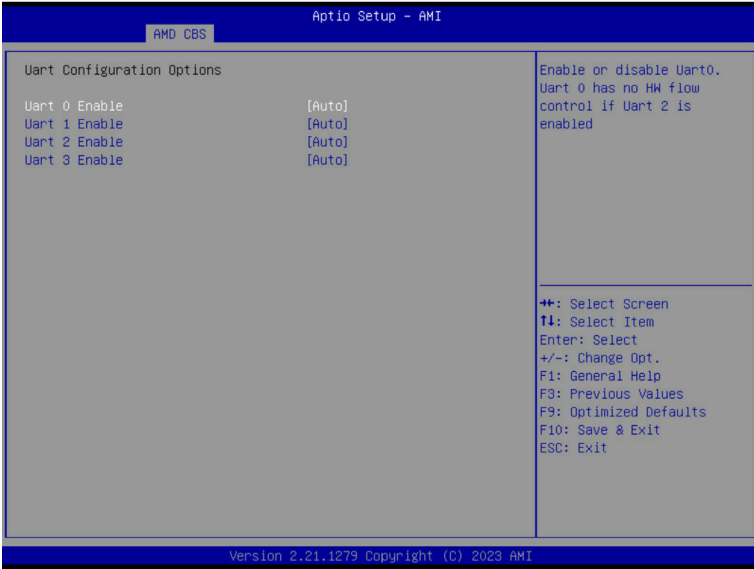 Aptio Setup – AMI
AMD CBS
Uart Configuration Options
Uart 0 Enable [Auto]
Uart 1 Enable [Auto]
Uart 2 Enable [Auto]
Uart 3 Enable [Auto]
Enable or disable Uart0.
Uart 0 has no HW flow
control if Uart 2 is
enabled
→←: Select Screen
↑↓: Select Item
Enter: Select
+/-: Change Opt.
F1: General Help
F3: Previous Values
F9: Optimized Defaults
F10: Save & Exit
ESC: Exit
Version 2.21.1279 Copyright (C) 2023 AMI